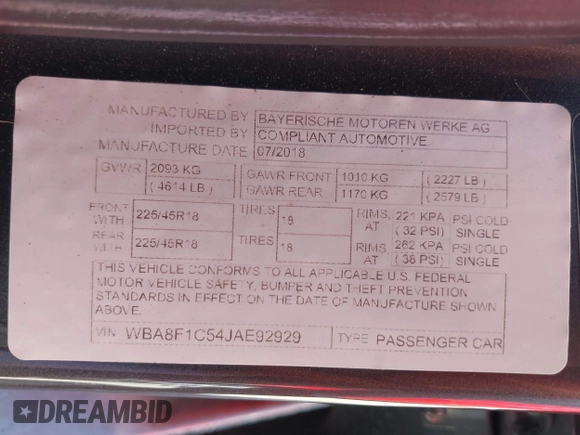 MANUFACTURED BY BAYERISCHE MOTOREN WERKE AG
IMPORTED BY COMPLIANT AUTOMOTIVE
MANUFACTURE DATE 07/2018
GVWR 2093 KG GAWR FRONT 1010 KG ( 2227 LB )
( 4614 LB ) GAWR REAR 1170 KG ( 2579 LB )
FRONT WITH 225/45R18 TIRES 18 RIMS, AT 221 KPA ( 32 PSI) PSI COLD SINGLE
REAR WITH 225/45R18 TIRES 18 RIMS, AT 262 KPA (38 PSI) PSI COLD SINGLE
THIS VEHICLE CONFORMS TO ALL APPLICABLE U.S. FEDERAL
MOTOR VEHICLE SAFETY, BUMPER AND THEFT PREVENTION
STANDARDS IN EFFECT ON THE DATE OF MANUFACTURE SHOWN
ABOVE.
VIN WBA8F1C54JAE92929 TYPE PASSENGER CAR
DREAMBID